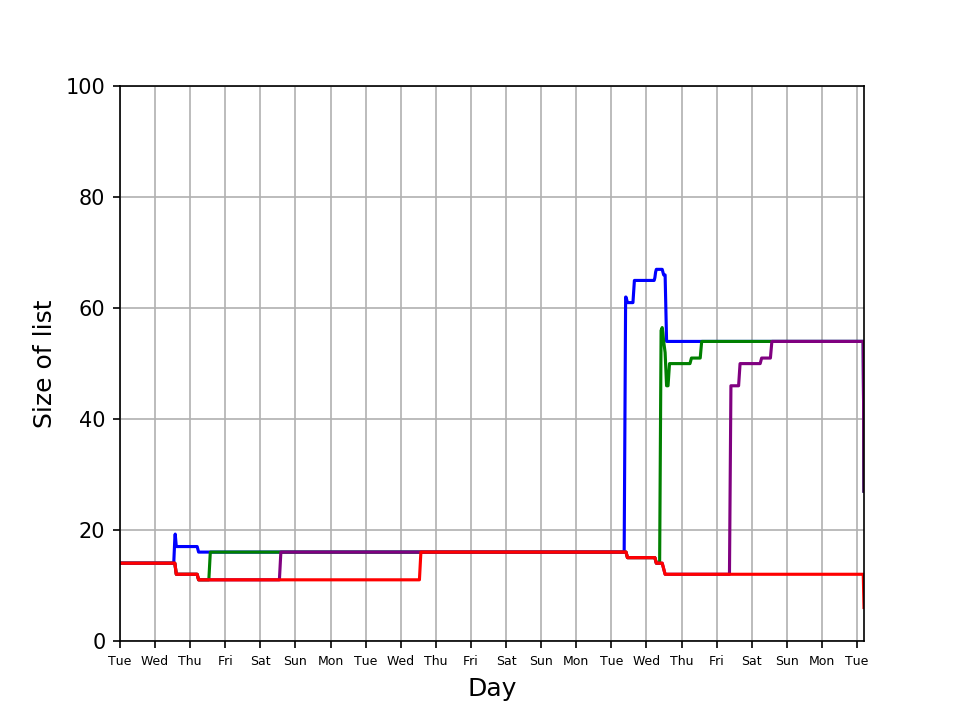 100
80
60
40
20
0
Size of list
Tue Wed Thu Fri Sat Sun Mon Tue Wed Thu Fri Sat Sun Mon Tue Wed Thu Fri Sat Sun Mon Tue
Day